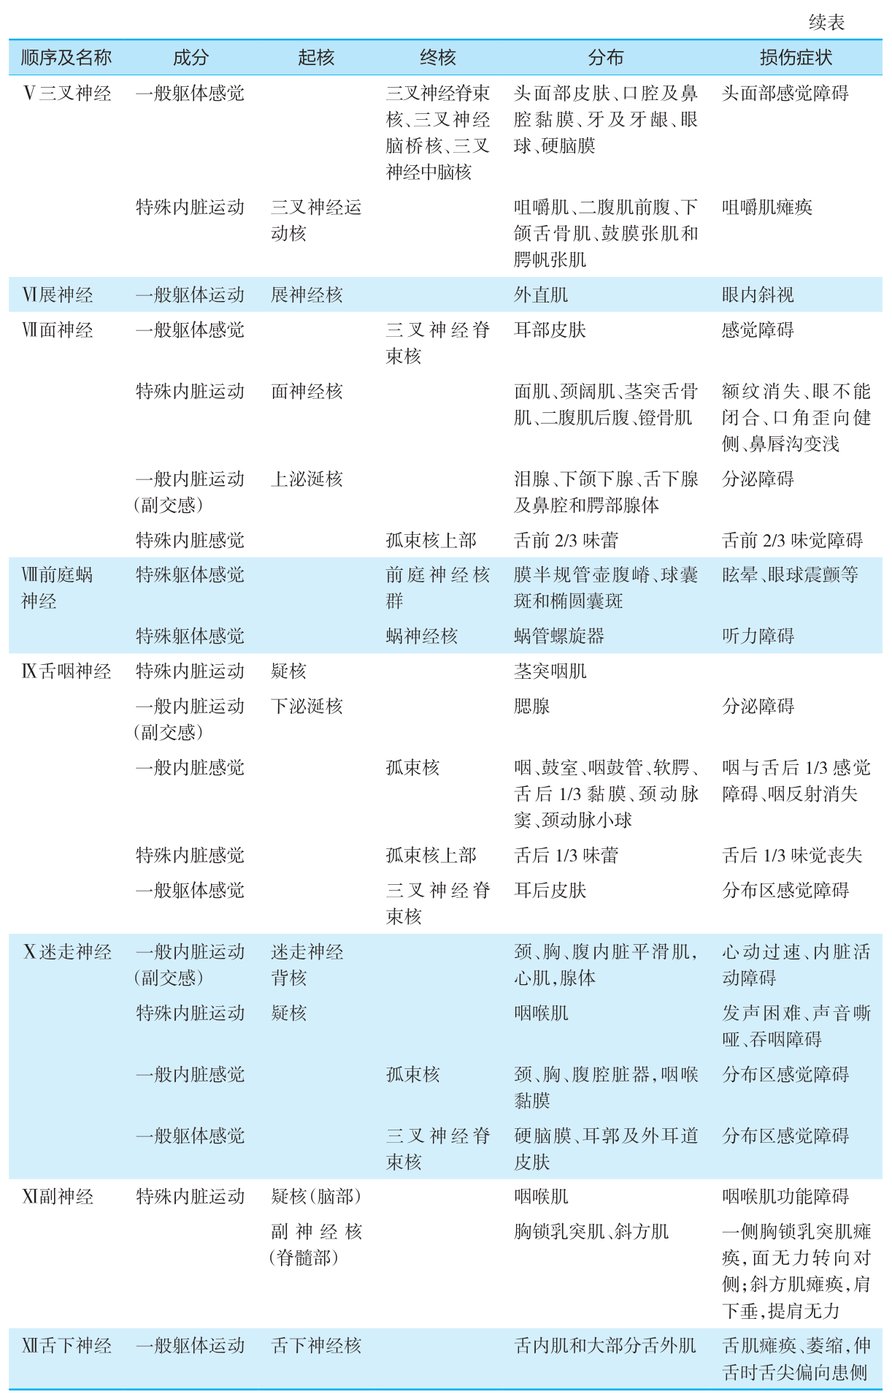 续表
顺序及名称 成分 起核 终核 分布 损伤症状
Ⅴ三叉神经 一般躯体感觉 三叉神经脊束 头面部皮肤、口腔及鼻 头面部感觉障碍
核、三叉神经 腔黏膜、牙及牙龈、眼
脑桥核、三叉 球、硬脑膜
神经中脑核
特殊内脏运动 三叉神经运 咀嚼肌、二腹肌前腹、下 咀嚼肌瘫痪
动核 颌舌骨肌、鼓膜张肌和
腭帆张肌
Ⅵ展神经 一般躯体运动 展神经核 外直肌 眼内斜视
Ⅶ面神经 一般躯体感觉 三叉神经脊 耳部皮肤 感觉障碍
束核
特殊内脏运动 面神经核 面肌、颈阔肌、茎突舌骨 额纹消失、眼不能
肌、二腹肌后腹、镫骨肌 闭合、口角歪向健
侧、鼻唇沟变浅
一般内脏运动 上泌涎核 泪腺、下颌下腺、舌下腺 分泌障碍
(副交感) 及鼻腔和腭部腺体
特殊内脏感觉 孤束核上部 舌前 2/3 味蕾 舌前 2/3 味觉障碍
Ⅷ前庭蜗 特殊躯体感觉 前庭神经核 膜半规管壶腹嵴、球囊 眩晕、眼球震颤等
神经 群 斑和椭圆囊斑
特殊躯体感觉 蜗神经核 蜗管螺旋器 听力障碍
Ⅸ舌咽神经 特殊内脏运动 疑核 茎突咽肌
一般内脏运动 下泌涎核 腮腺 分泌障碍
(副交感)
一般内脏感觉 孤束核 咽、鼓室、咽鼓管、软腭、 咽与舌后 1/3 感觉
舌后 1/3 黏膜、颈动脉 障碍、咽反射消失
窦、颈动脉小球
特殊内脏感觉 孤束核上部 舌后 1/3 味蕾 舌后 1/3 味觉丧失
一般躯体感觉 三叉神经脊 耳后皮肤 分布区感觉障碍
束核
Ⅹ迷走神经 一般内脏运动 迷走神经 颈、胸、腹内脏平滑肌, 心动过速、内脏活
(副交感) 背核 心肌,腺体 动障碍
特殊内脏运动 疑核 咽喉肌 发声困难、声音嘶
哑、吞咽障碍
一般内脏感觉 孤束核 颈、胸、腹腔脏器,咽喉 分布区感觉障碍
黏膜
一般躯体感觉 三叉神经脊 硬脑膜、耳郭及外耳道 分布区感觉障碍
束核 皮肤
Ⅺ副神经 特殊内脏运动 疑核(脑部) 咽喉肌 咽喉肌功能障碍
副神经核 胸锁乳突肌、斜方肌 一侧胸锁乳突肌瘫
(脊髓部) 痪,面无力转向对
侧;斜方肌瘫痪,肩
下垂,提肩无力
Ⅻ舌下神经 一般躯体运动 舌下神经核 舌内肌和大部分舌外肌 舌肌瘫痪、萎缩,伸
舌时舌尖偏向患侧